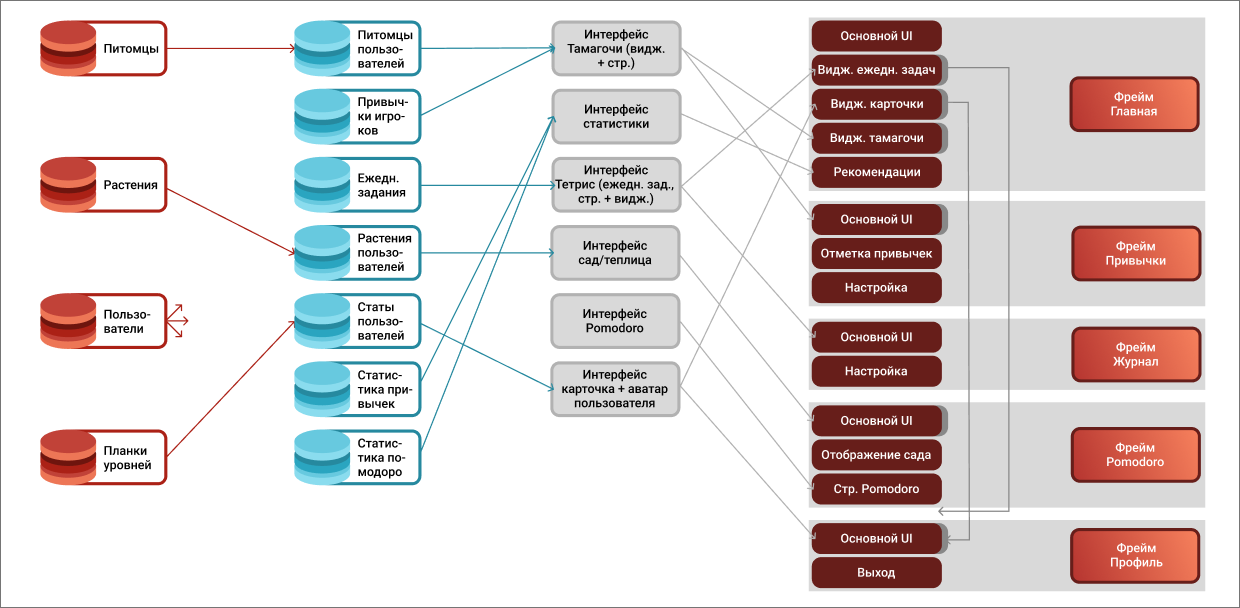 Питомцы
Растения
Пользо-
ватели
Планки
уровней
Питомцы
пользо-
вателей
Привыч-
ки игро-
ков
Ежедн.
задания
Растения
пользо-
вателей
Статы
пользо-
вателей
Статис-
тика при-
вычек
Статис-
тика по-
модоро
Интерфейс
Тамагочи (видж.
+ стр.)
Интерфейс
статистики
Интерфейс
Тетрис (ежедн. зад.,
стр. + видж.)
Интерфейс
сад/теплица
Интерфейс
Pomodoro
Интерфейс
карточка + аватар
пользователя
Основной UI
Видж. ежедн. задач
Видж. карточки
Видж. тамагочи
Рекомендации
Фрейм
Главная
Основной UI
Отметка привычек
Настройка
Фрейм
Привычки
Основной UI
Настройка
Фрейм
Журнал
Основной UI
Отображение сада
Стр. Pomodoro
Фрейм
Pomodoro
Основной UI
Выход
Фрейм
Профиль